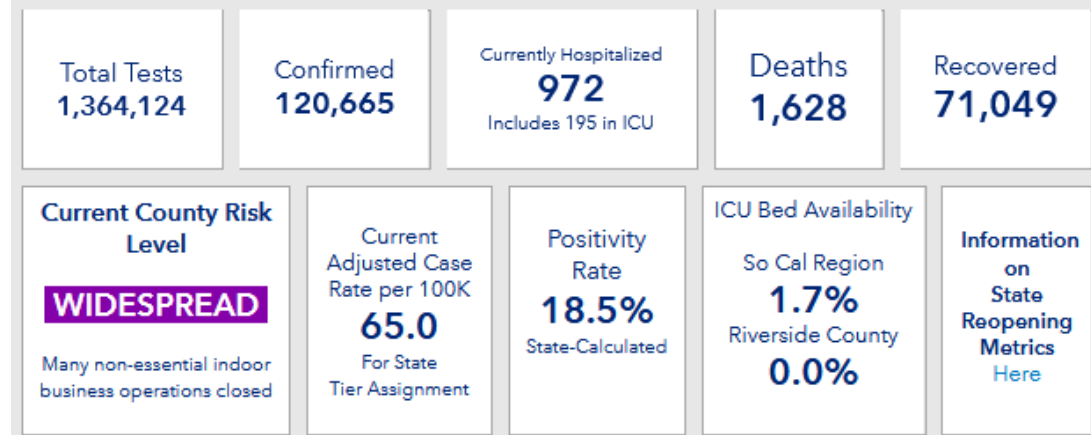 Total Tests
1,364,124
Confirmed
120,665
Currently Hospitalized
972
Includes 195 in ICU
Deaths
1,628
Recovered
71,049
Current County Risk
Level
WIDESPREAD
Many non-essential indoor
business operations closed
Current
Adjusted Case
Rate per 100K
65.0
For State
Tier Assignment
Positivity
Rate
18.5%
State-Calculated
ICU Bed Availability
So Cal Region
1.7%
Riverside County
0.0%
Information
on
State
Reopening
Metrics
Here